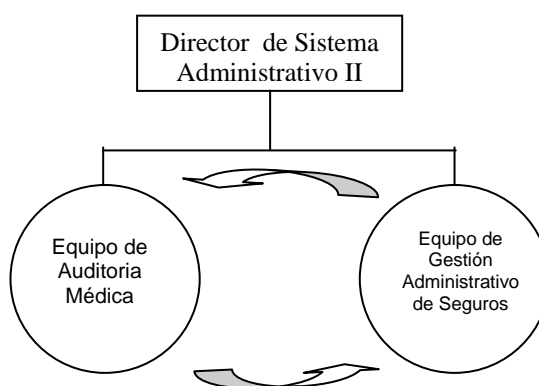 Director de Sistema
Administrativo II
Equipo de
Auditoria
Médica
Equipo de
Gestión
Administrativo
de Seguros